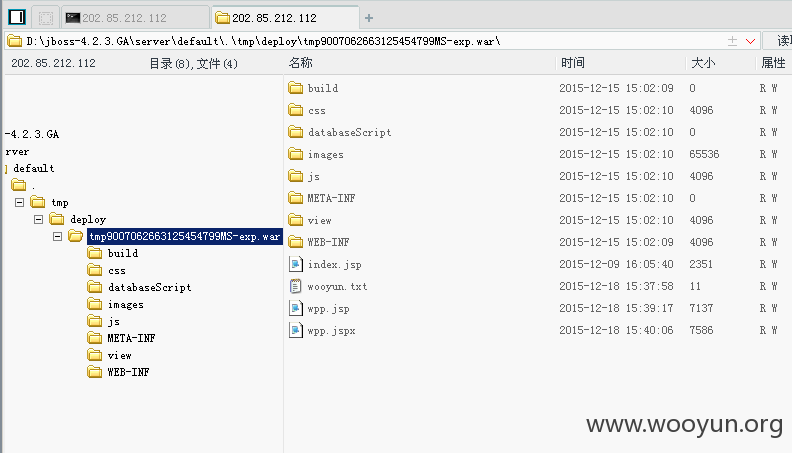 202.85.212.112 202.85.212.112
D:\jboss-4.2.3.GA\server\default\.\tmp\deploy\tmp9007062663125454799MS-exp.war\
202.85.212.112 目录(8),文件(4) 名称 时间 大小 属性
build 2015-12-15 15:02:09 0 R W
css 2015-12-15 15:02:10 4096 R W
databaseScript 2015-12-15 15:02:10 0 R W
-4.2.3.GA images 2015-12-15 15:02:10 65536 R W
rver
default js 2015-12-15 15:02:10 4096 R W
.
tmp META-INF 2015-12-15 15:02:10 0 R W
deploy view 2015-12-15 15:02:10 4096 R W
tmp9007062663125454799MS-exp.war WEB-INF 2015-12-15 15:02:09 4096 R W
build index.jsp 2015-12-09 16:05:40 2351 R W
css
databaseScript wooyun.txt 2015-12-18 15:37:58 11 R W
images wpp.jsp 2015-12-18 15:39:17 7137 R W
js wpp.jspx 2015-12-18 15:40:06 7586 R W
META-INF
view
WEB-INF
www.wooyun.org